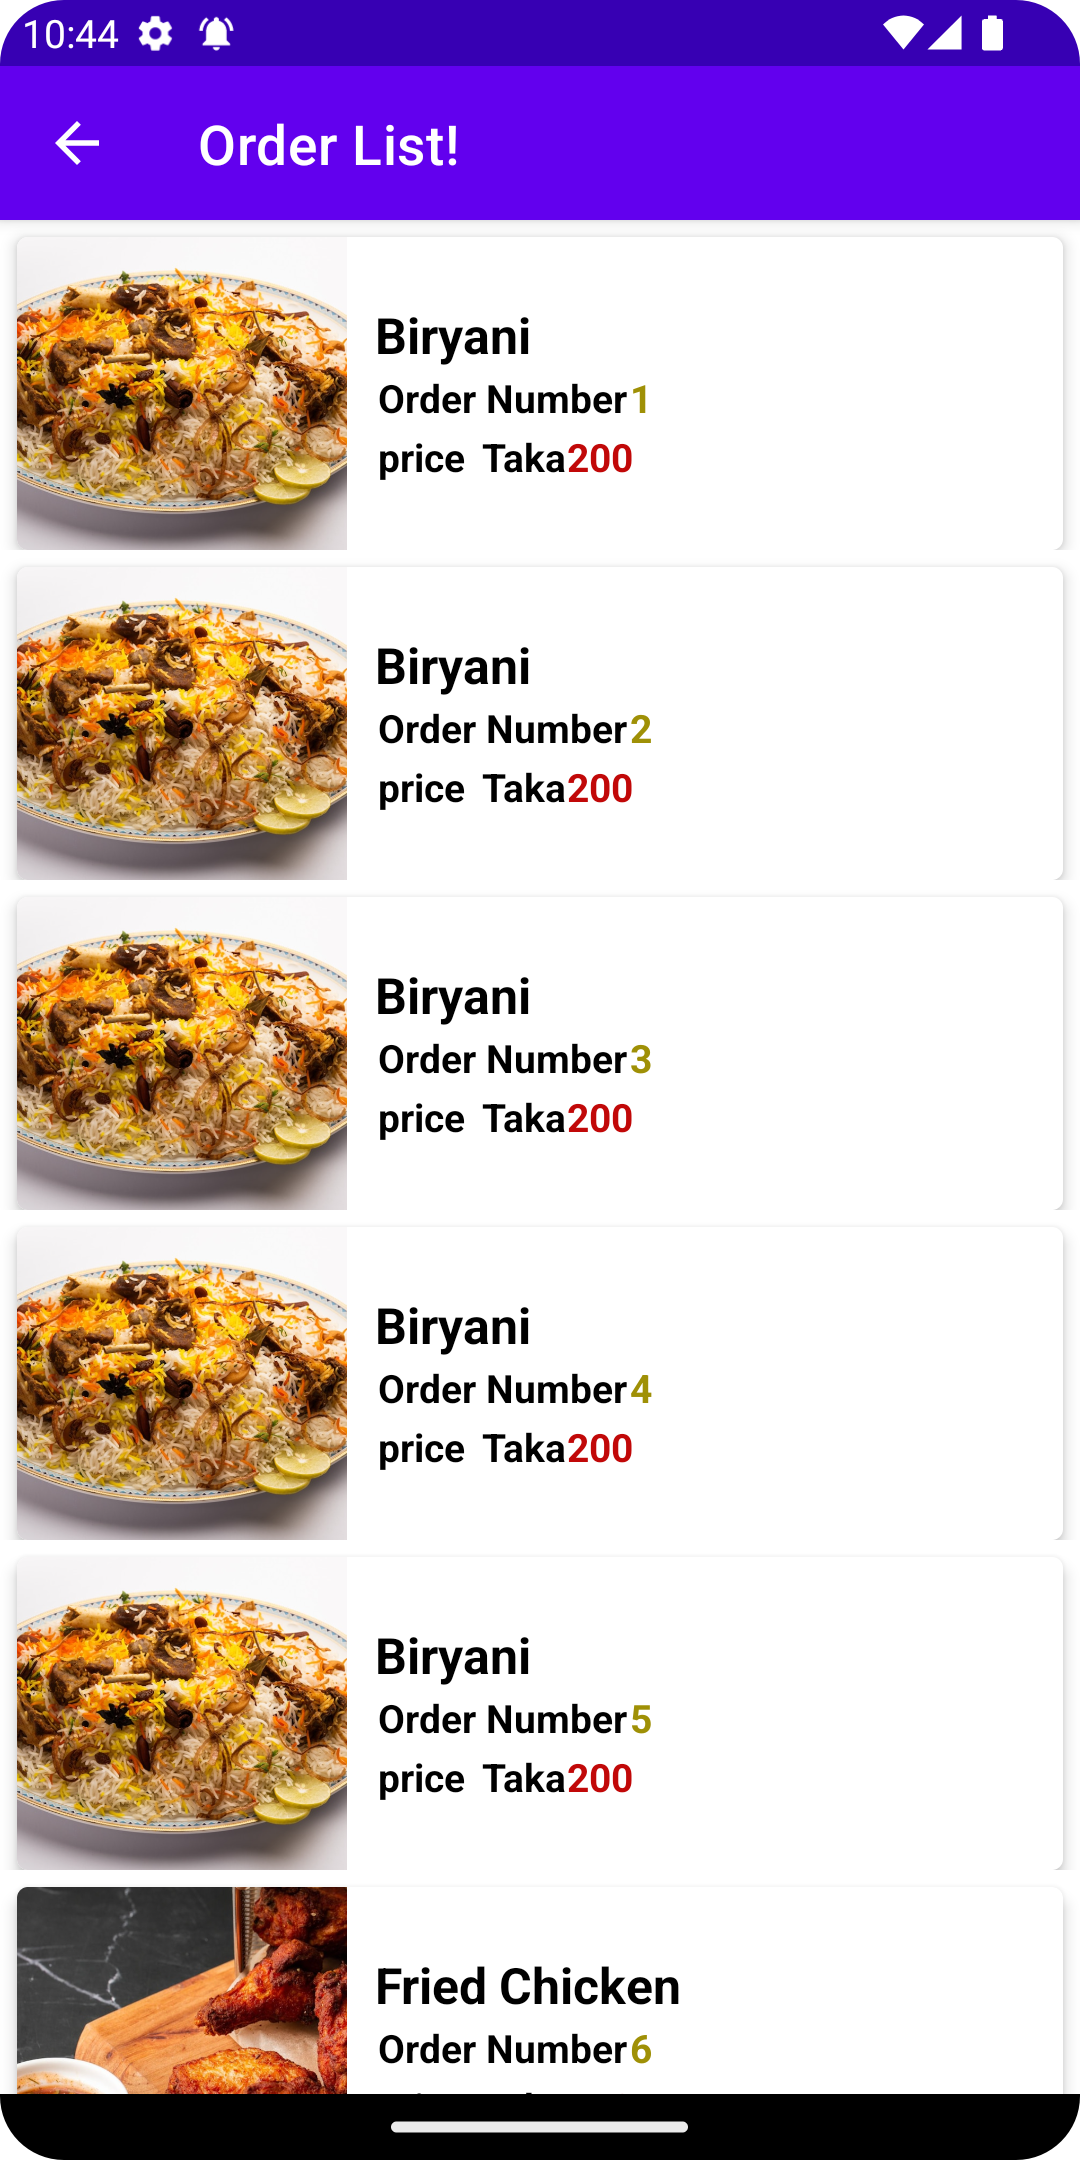 10:44
Order List!
Biryani
Order Number1
price Taka200
Biryani
Order Number2
price Taka200
Biryani
Order Number3
price Taka200
Biryani
Order Number4
price Taka200
Biryani
Order Number5
price Taka200
Fried Chicken
Order Number6